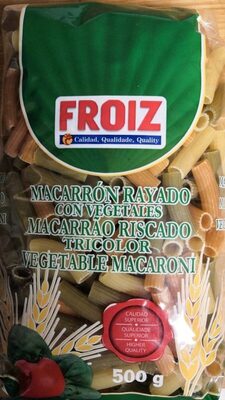 FROIZ
Calidad, Qualidade, Quality
MACARRÓN RAYADO
CON VEGETALES
MACARRÃO RISCADO
TRICOLOR
VEGETABLE MACARONI
CALIDAD
SUPERIOR
QUALIDADE
SUPERIOR
HIGHER
QUALITY
500 g